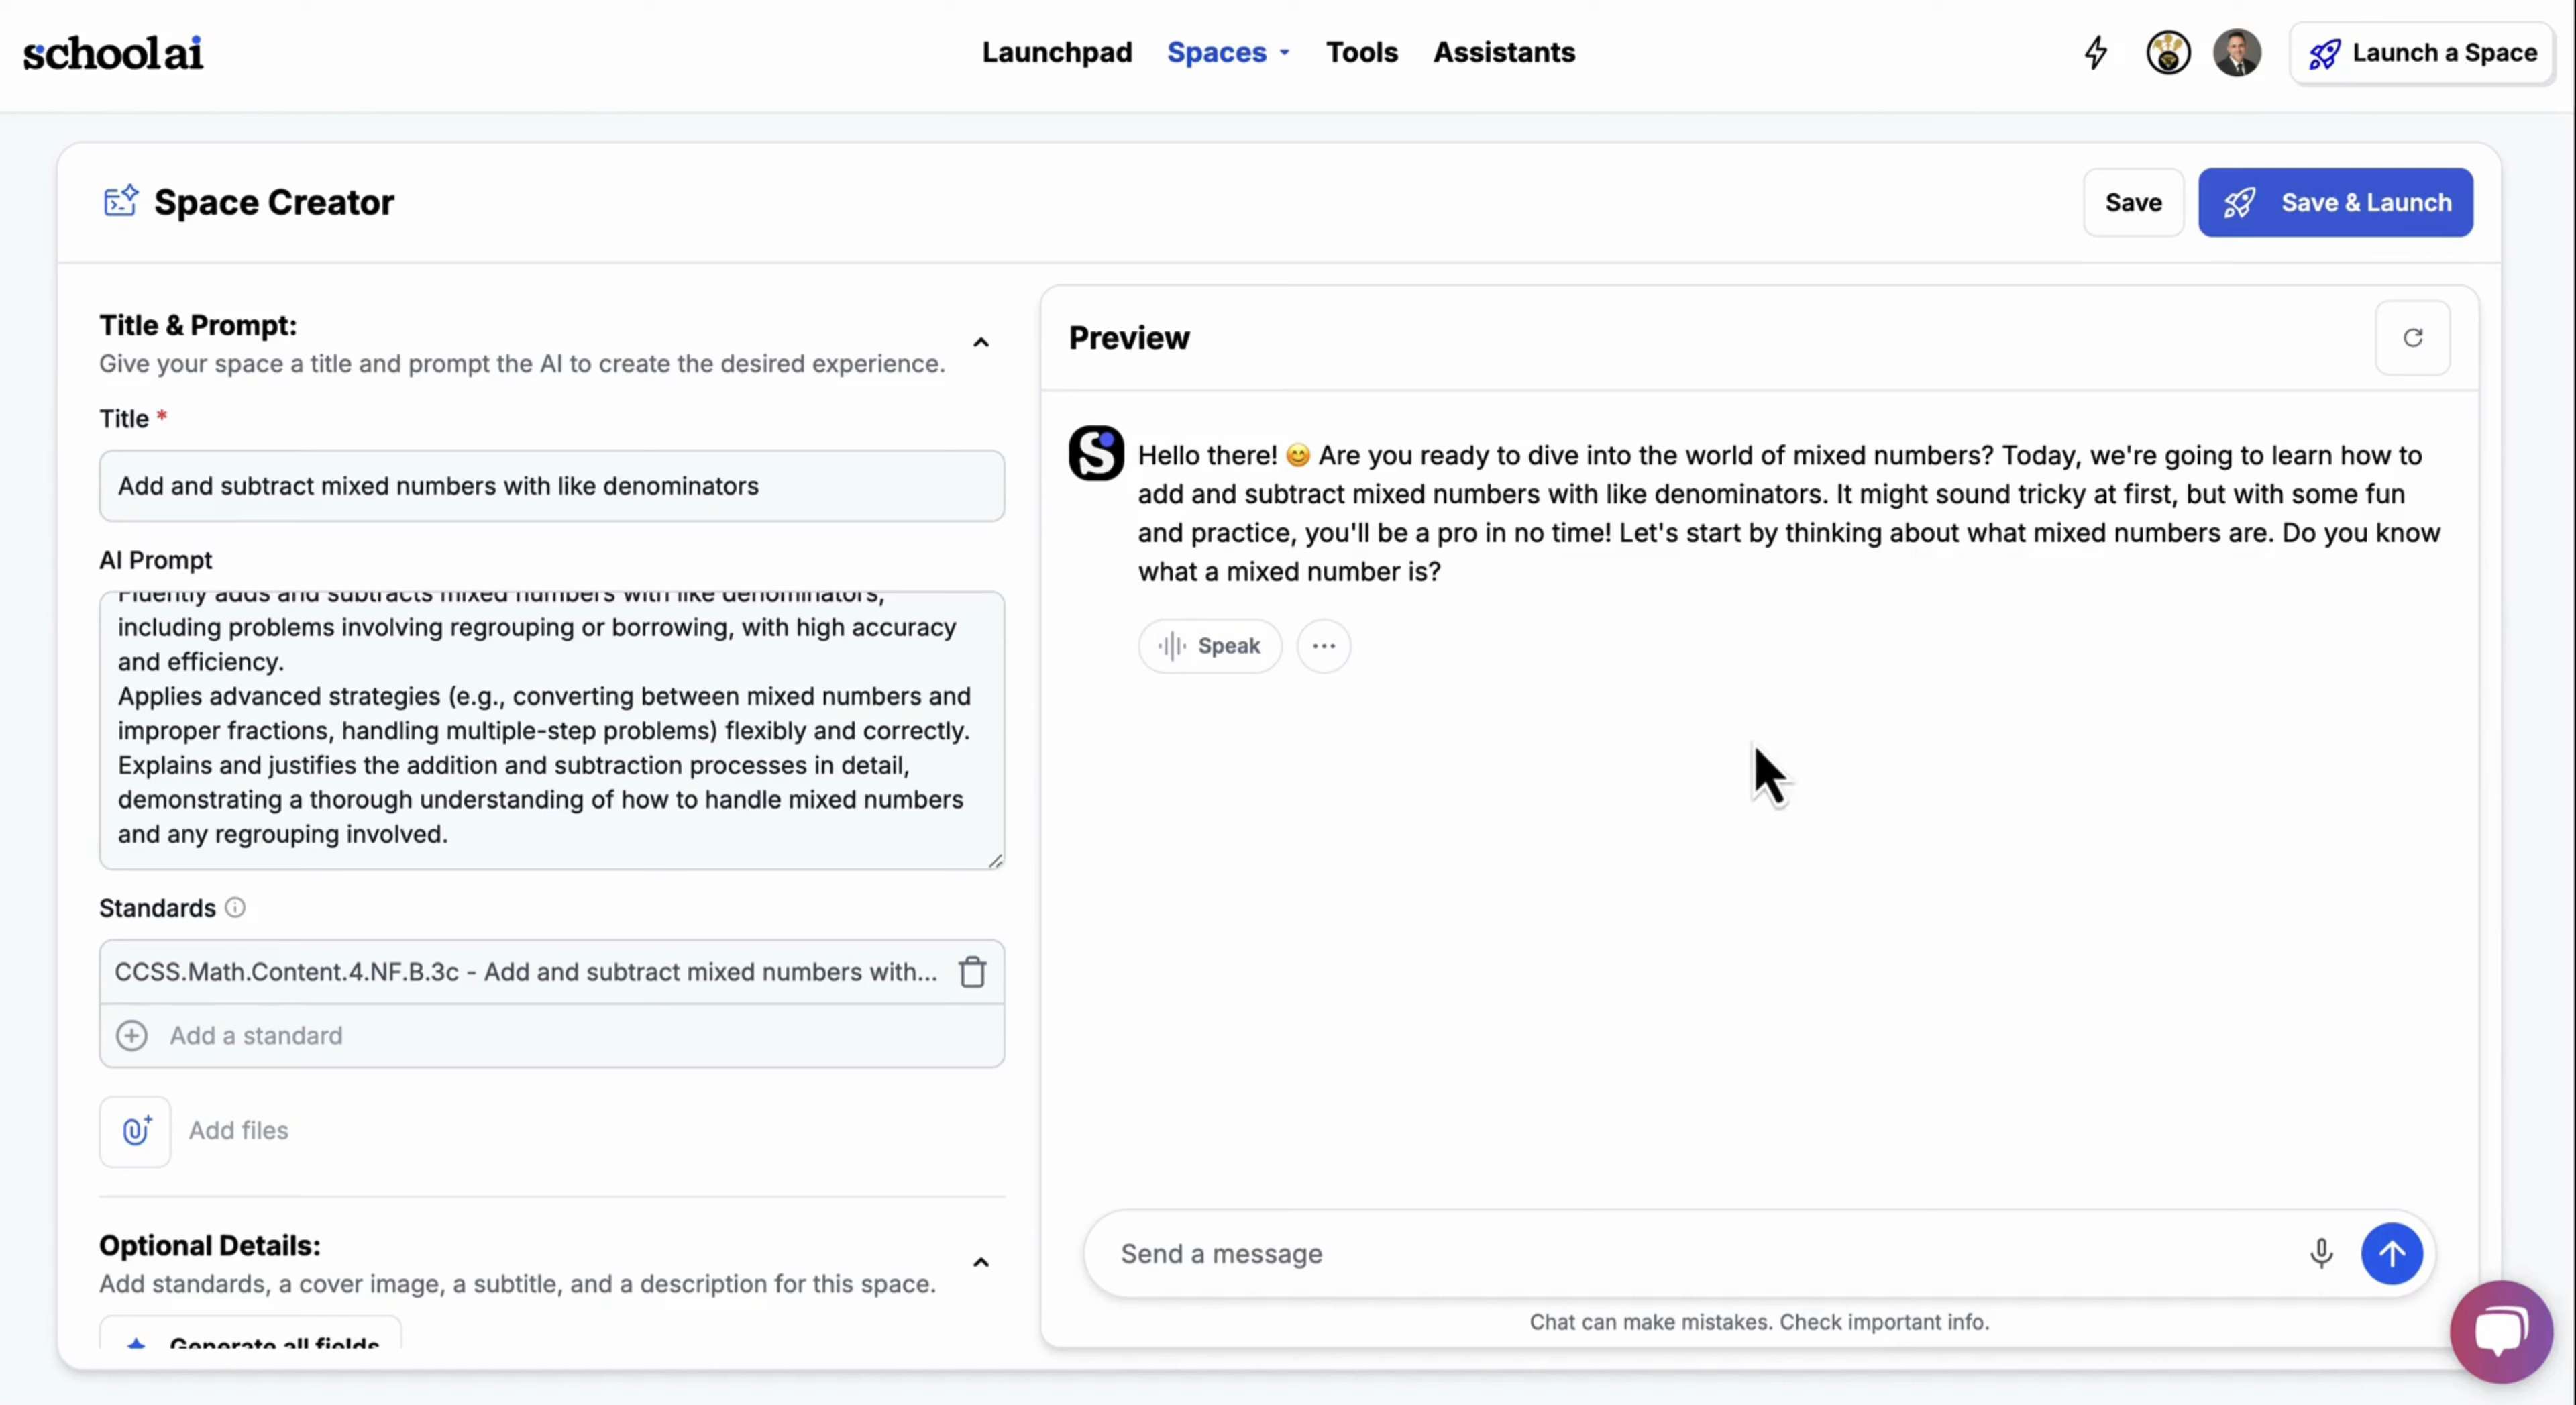 schoolai
Launchpad
Spaces
Tools
Assistants
Launch a Space
Space Creator
Save
Save & Launch
Title & Prompt:
Give your space a title and prompt the AI to create the desired experience.
Title *
Add and subtract mixed numbers with like denominators
AI Prompt
Fluently adds and subtracts mixed numbers with like denominators,
including problems involving regrouping or borrowing, with high accuracy
and efficiency.
Applies advanced strategies (e.g., converting between mixed numbers and
improper fractions, handling multiple-step problems) flexibly and correctly.
Explains and justifies the addition and subtraction processes in detail,
demonstrating a thorough understanding of how to handle mixed numbers
and any regrouping involved.
Standards
CCSS.Math.Content.4.NF.B.3c - Add and subtract mixed numbers with...
Add a standard
Add files
Optional Details:
Add standards, a cover image, a subtitle, and a description for this space.
Generate all fields
Preview
S
Hello there! 😊 Are you ready to dive into the world of mixed numbers? Today, we're going to learn how to
add and subtract mixed numbers with like denominators. It might sound tricky at first, but with some fun
and practice, you'll be a pro in no time! Let's start by thinking about what mixed numbers are. Do you know
what a mixed number is?
Speak
Send a message
Chat can make mistakes. Check important info.